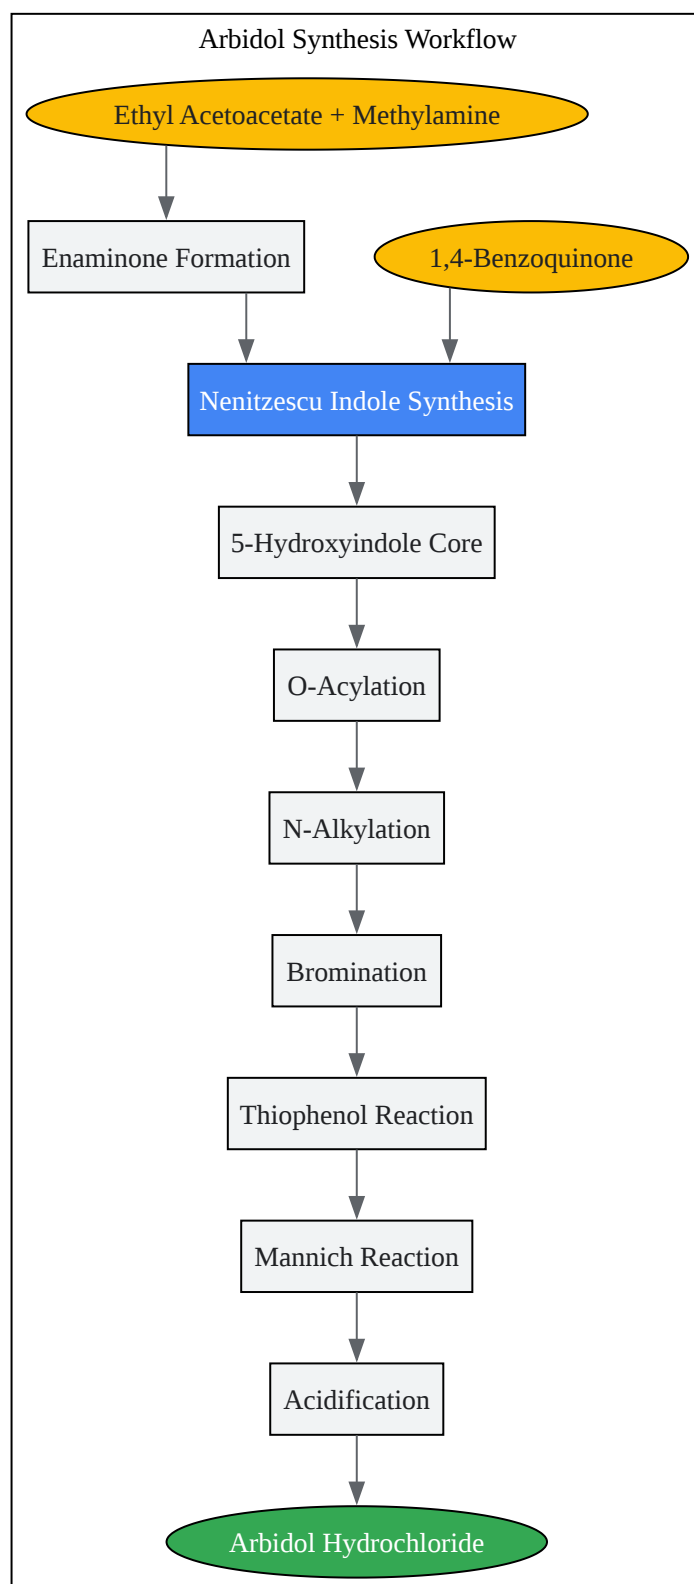 Arbidol Synthesis Workflow
Ethyl Acetoacetate + Methylamine
Enaminone Formation
1,4-Benzoquinone
Nenitzescu Indole Synthesis
5-Hydroxyindole Core
O-Acylation
N-Alkylation
Bromination
Thiophenol Reaction
Mannich Reaction
Acidification
Arbidol Hydrochloride